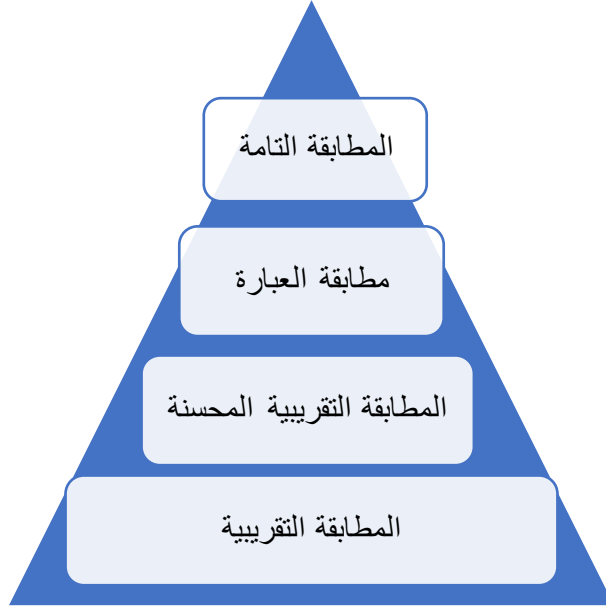 المطابقة التامة
مطابقة العبارة
المطابقة التقريبية المحسنة
المطابقة التقريبية